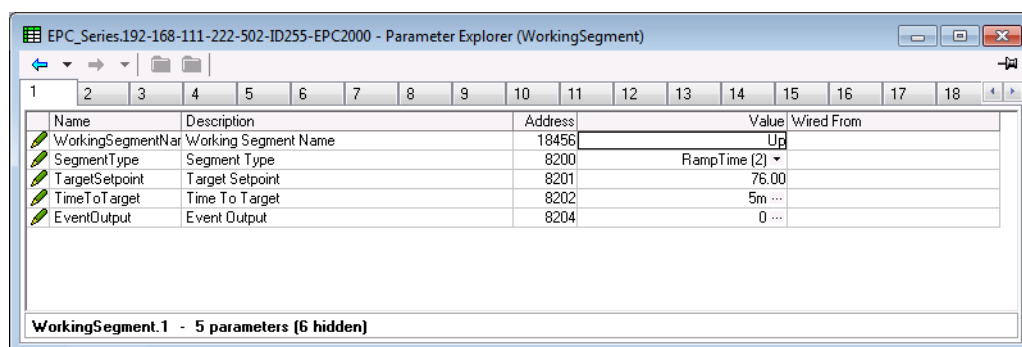 EPC_Series.192-168-111-222-502-ID255-EPC2000 - Parameter Explorer (WorkingSegment)
1 2 3 4 5 6 7 8 9 10 11 12 13 14 15 16 17 18
Name Description Address Value Wired From
WorkingSegmentNar Working Segment Name 18456 Up
SegmentType Segment Type 8200 RampTime (2)
TargetSetpoint Target Setpoint 8201 76.00
TimeToTarget Time To Target 8202 5m ...
EventOutput Event Output 8204 0 ...
WorkingSegment.1 - 5 parameters (6 hidden)